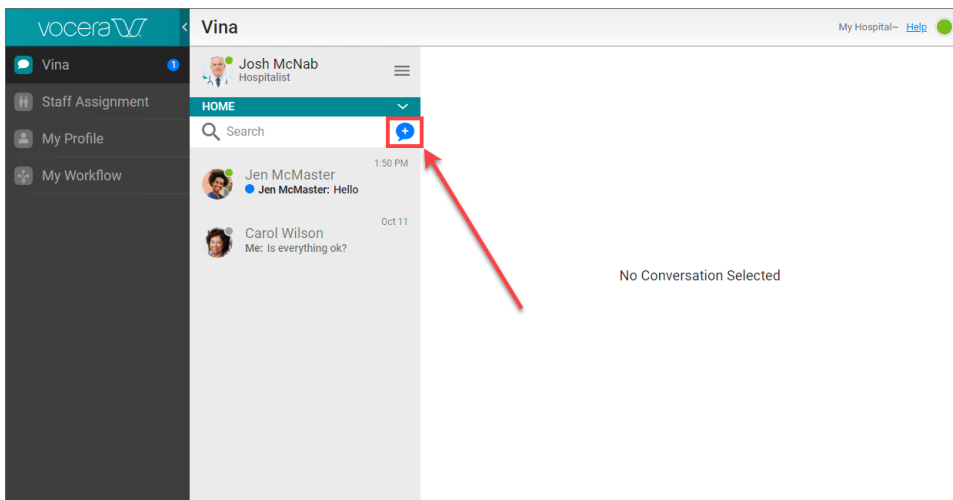 vocera
Vina
My Hospital– Help
Vina 1
Staff Assignment
My Profile
My Workflow
Josh McNab
Hospitalist
HOME
Search
1:50 PM
Jen McMaster
Jen McMaster: Hello
Oct 11
Carol Wilson
Me: Is everything ok?
No Conversation Selected